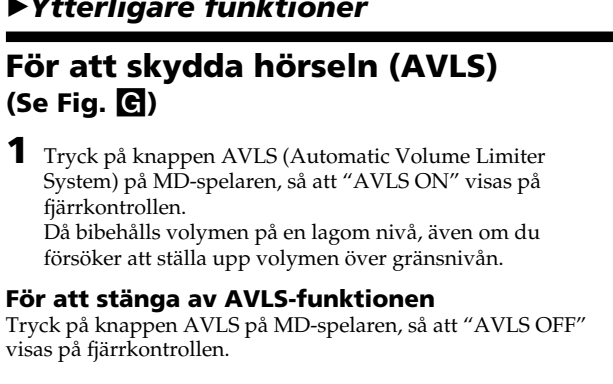 ▶Ytterligare funktioner
För att skydda hörseln (AVLS)
(Se Fig. G)
1 Tryck på knappen AVLS (Automatic Volume Limiter
System) på MD-spelaren, så att ”AVLS ON” visas på
fjärrkontrollen.
Då bibehålls volymen på en lagom nivå, även om du
försöker att ställa upp volymen över gränsnivån.
För att stänga av AVLS-funktionen
Tryck på knappen AVLS på MD-spelaren, så att ”AVLS OFF”
visas på fjärrkontrollen.